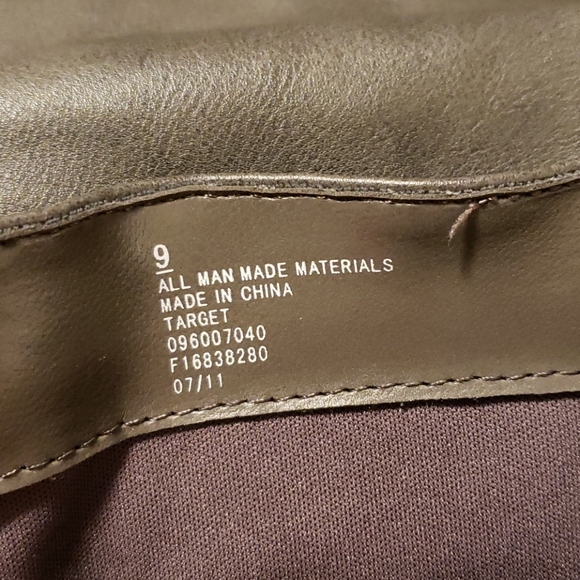 9
ALL MAN MADE MATERIALS
MADE IN CHINA
TARGET
096007040
F16838280
07/11